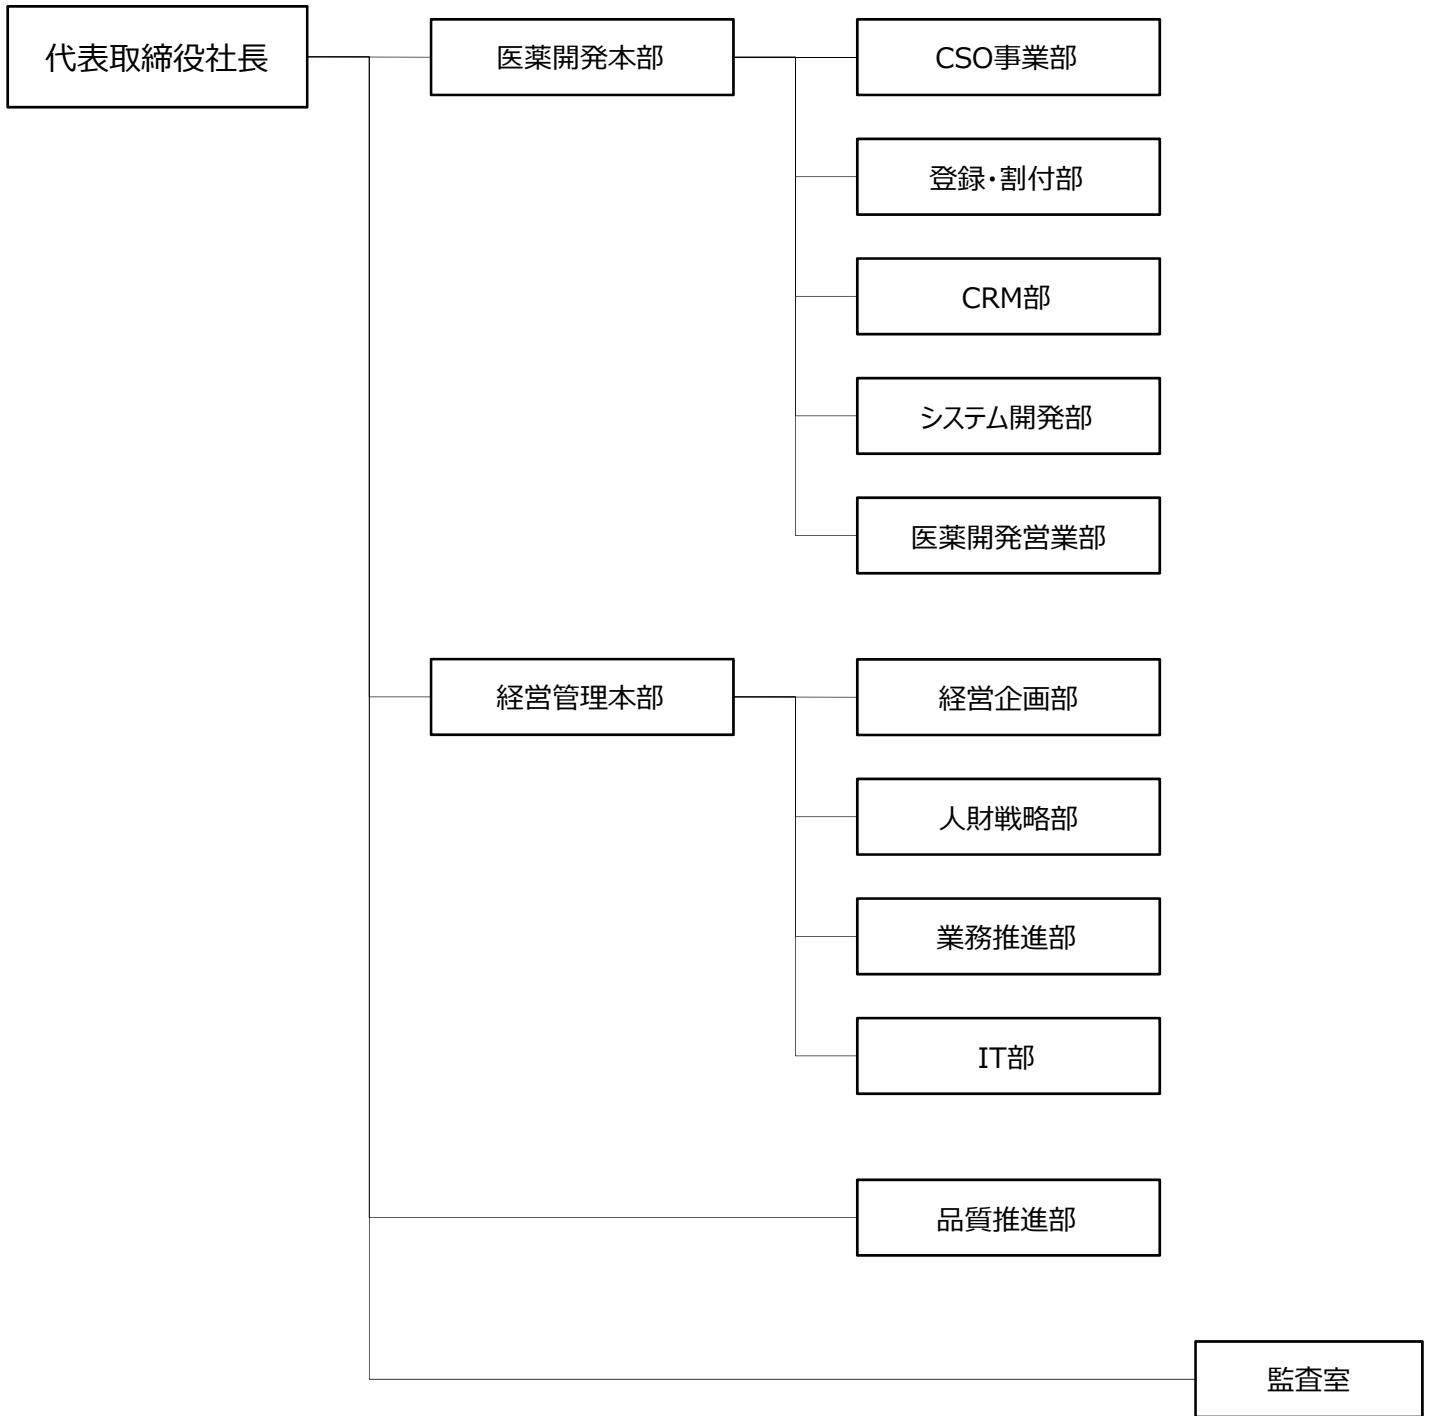 代表取締役社長
医薬開発本部
CSO事業部
登録・割付部
CRM部
システム開発部
医薬開発営業部
経営管理本部
経営企画部
人財戦略部
業務推進部
IT部
品質推進部
監査室